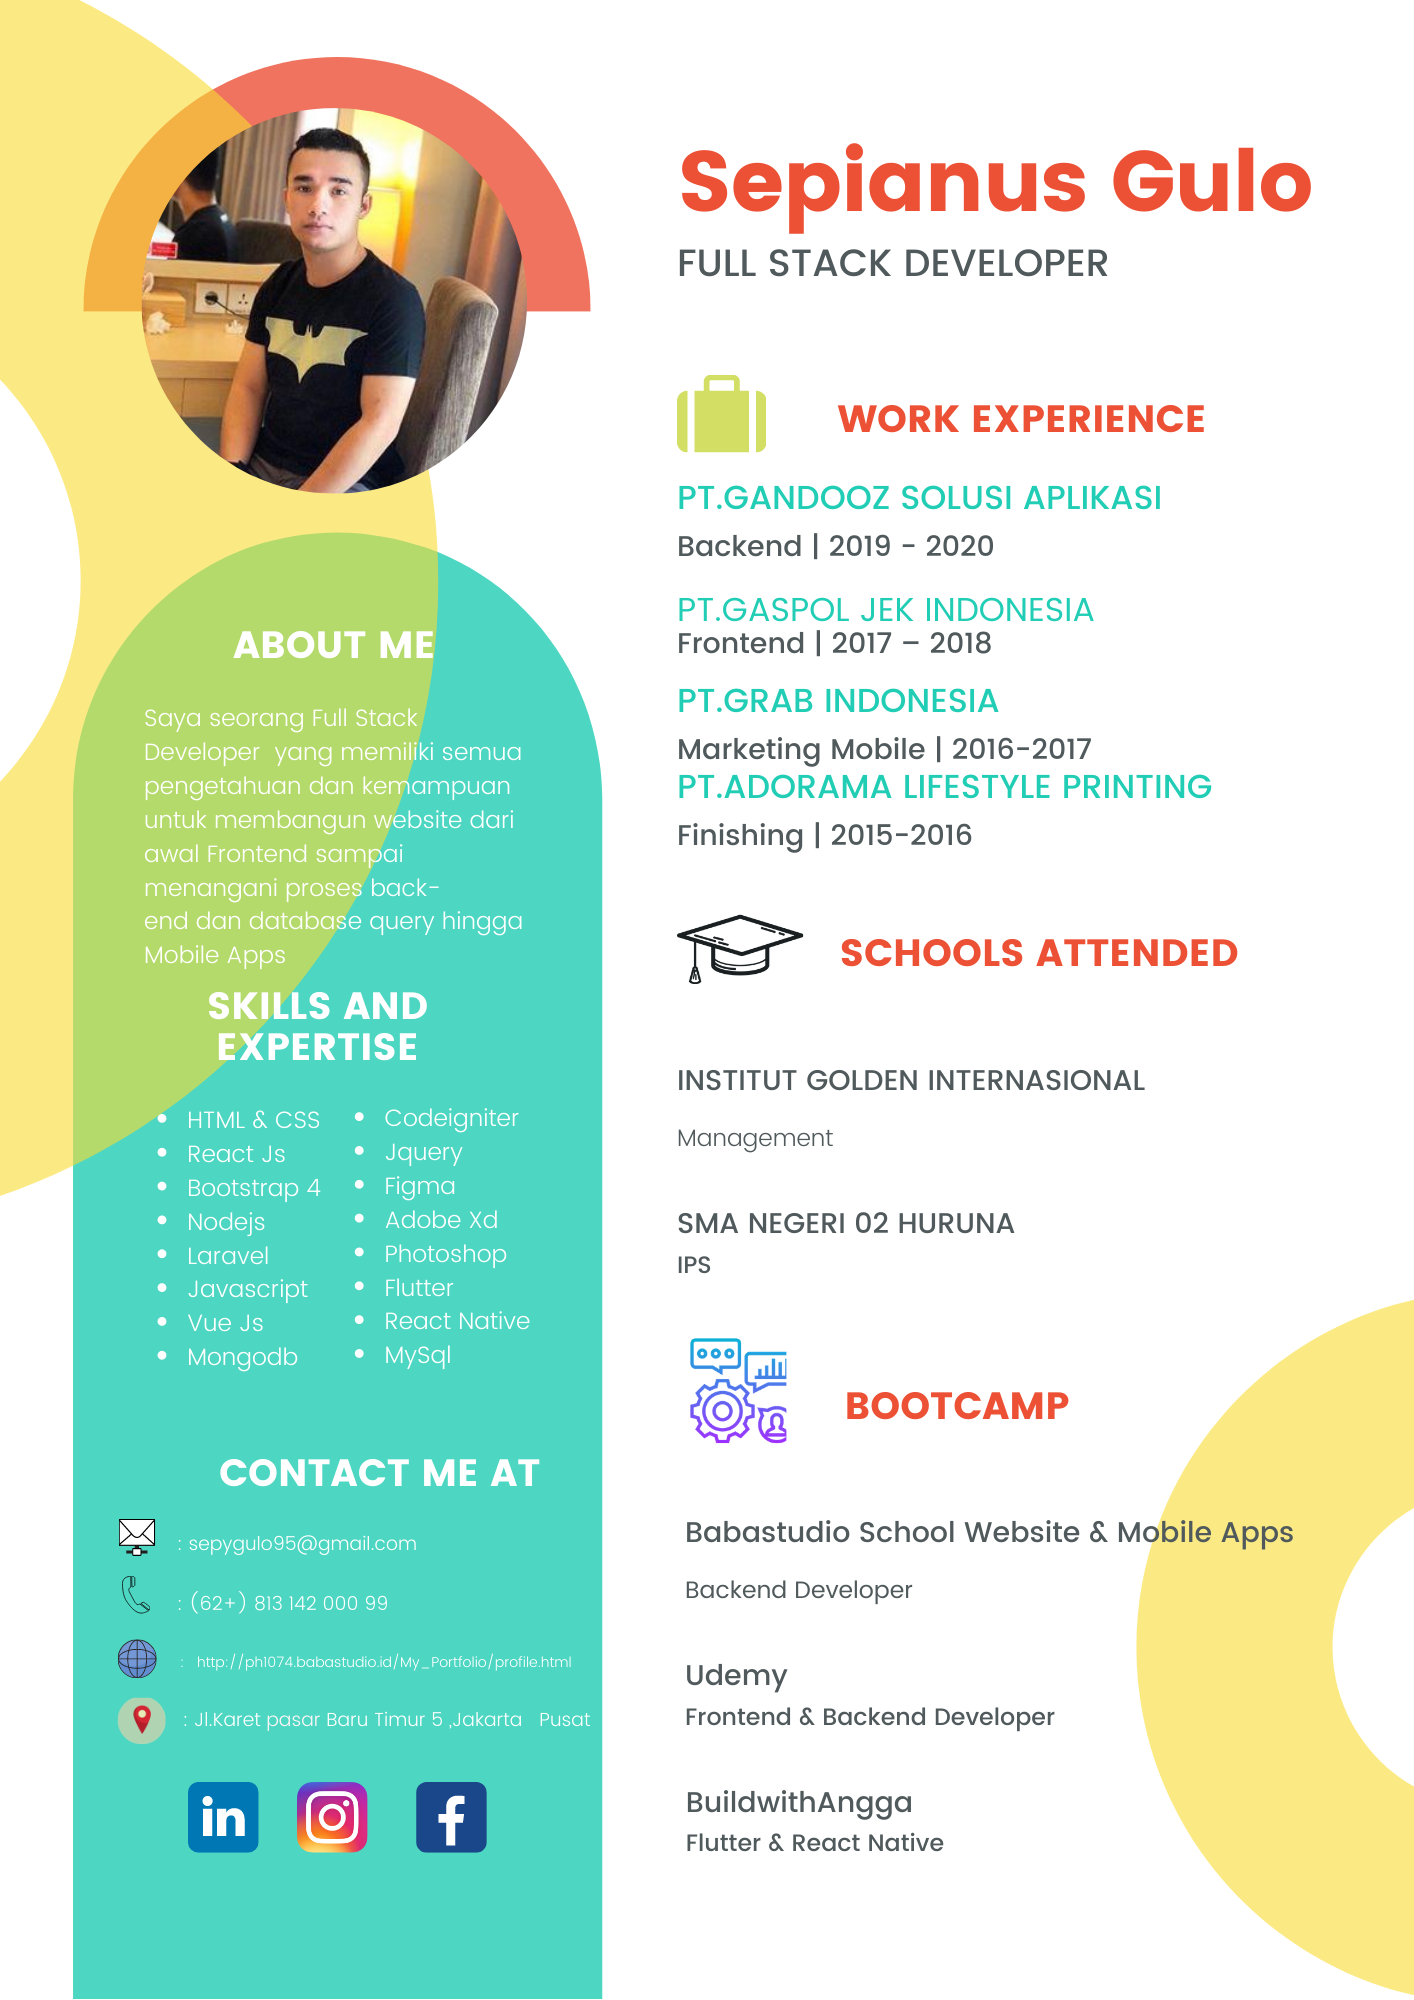 Sepianus Gulo
FULL STACK DEVELOPER
ABOUT ME
Saya seorang Full Stack
Developer  yang memiliki semua
pengetahuan dan kemampuan
untuk membangun website dari
awal Frontend sampai
menangani proses back-
end dan database query hingga
Mobile Apps
SKILLS AND
EXPERTISE
HTML & CSS
React Js
Bootstrap 4
Nodejs
Laravel
Javascript
Vue Js
Mongodb
Codeigniter
Jquery
Figma
Adobe Xd
Photoshop
Flutter
React Native
MySql
CONTACT ME AT
: sepygulo95@gmail.com
: (62+) 813 142 000 99
: http://ph1074.babastudio.id/My_Portfolio/profile.html
: Jl.Karet pasar Baru Timur 5 ,Jakarta Pusat
in
f
WORK EXPERIENCE
PT.GANDOOZ SOLUSI APLIKASI
Backend | 2019 - 2020
PT.GASPOL JEK INDONESIA
Frontend | 2017 – 2018
PT.GRAB INDONESIA
Marketing Mobile | 2016-2017
PT.ADORAMA LIFESTYLE PRINTING
Finishing | 2015-2016
SCHOOLS ATTENDED
INSTITUT GOLDEN INTERNASIONAL
Management
SMA NEGERI 02 HURUNA
IPS
BOOTCAMP
Babastudio School Website & Mobile Apps
Backend Developer
Udemy
Frontend & Backend Developer
BuildwithAngga
Flutter & React Native